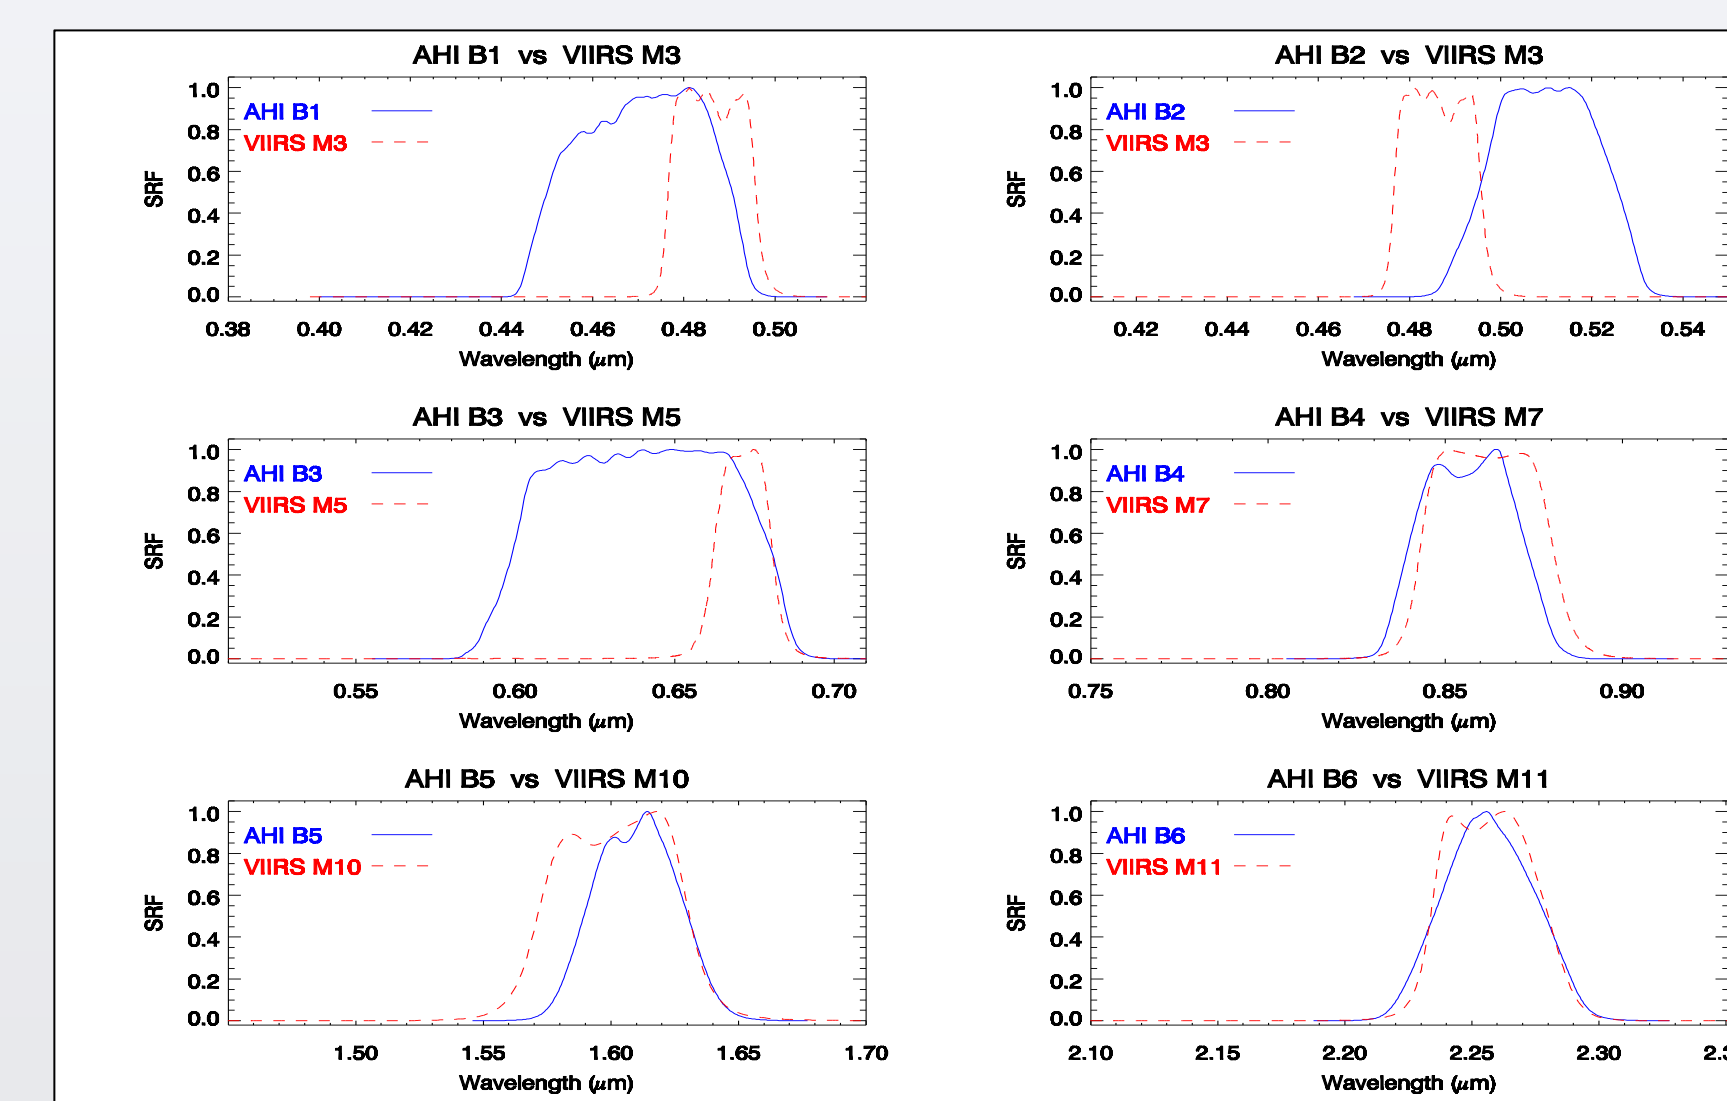 AHI B1 vs VIIRS M3
AHI B1
VIIRS M3
1.0
0.8
0.6
0.4
0.2
0.0
SRF
0.38 0.40 0.42 0.44 0.46 0.48 0.50
Wavelength (μm)
AHI B2 vs VIIRS M3
AHI B2
VIIRS M3
1.0
0.8
0.6
0.4
0.2
0.0
SRF
0.42 0.44 0.46 0.48 0.50 0.52 0.54
Wavelength (μm)
AHI B3 vs VIIRS M5
AHI B3
VIIRS M5
1.0
0.8
0.6
0.4
0.2
0.0
SRF
0.55 0.60 0.65 0.70
Wavelength (μm)
AHI B4 vs VIIRS M7
AHI B4
VIIRS M7
1.0
0.8
0.6
0.4
0.2
0.0
SRF
0.75 0.80 0.85 0.90
Wavelength (μm)
AHI B5 vs VIIRS M10
AHI B5
VIIRS M10
1.0
0.8
0.6
0.4
0.2
0.0
SRF
1.50 1.55 1.60 1.65 1.70
Wavelength (μm)
AHI B6 vs VIIRS M11
AHI B6
VIIRS M11
1.0
0.8
0.6
0.4
0.2
0.0
SRF
2.10 2.15 2.20 2.25 2.30
Wavelength (μm)